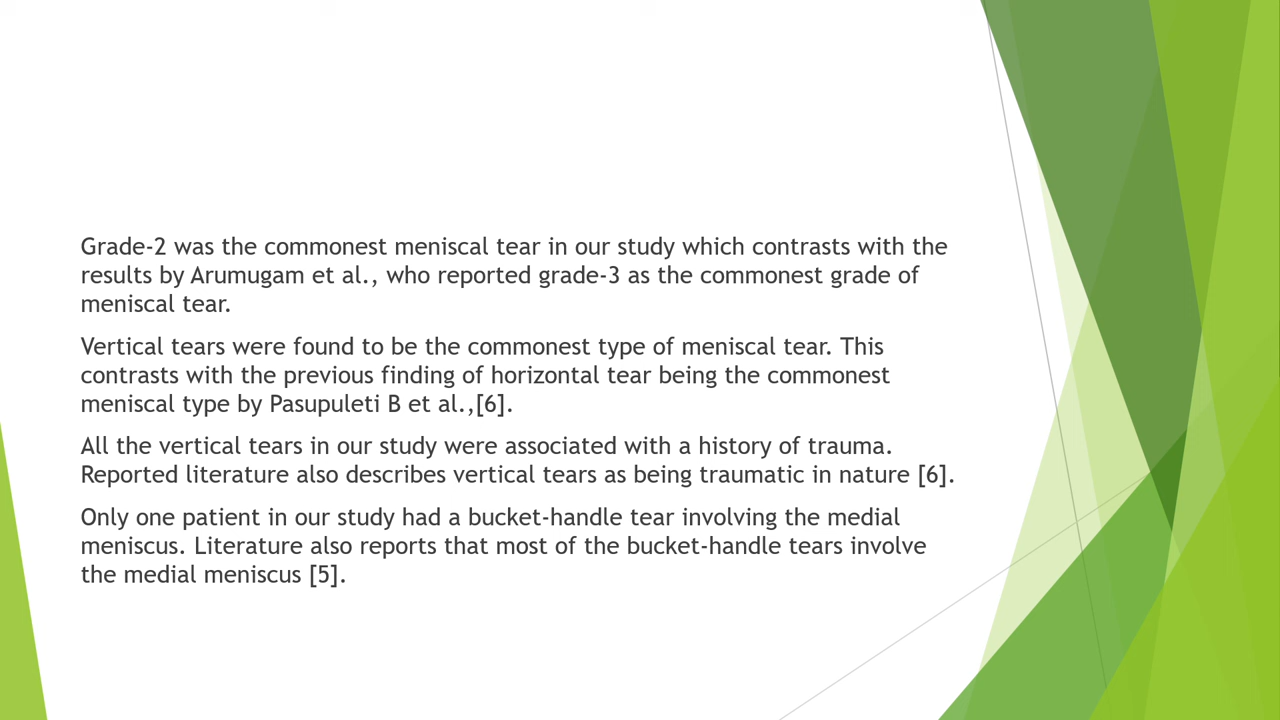 Grade-2 was the commonest meniscal tear in our study which contrasts with the
results by Arumugam et al., who reported grade-3 as the commonest grade of
meniscal tear.
Vertical tears were found to be the commonest type of meniscal tear. This
contrasts with the previous finding of horizontal tear being the commonest
meniscal type by Pasupuleti B et al.,[6].
All the vertical tears in our study were associated with a history of trauma.
Reported literature also describes vertical tears as being traumatic in nature [6].
Only one patient in our study had a bucket-handle tear involving the medial
meniscus. Literature also reports that most of the bucket-handle tears involve
the medial meniscus [5].